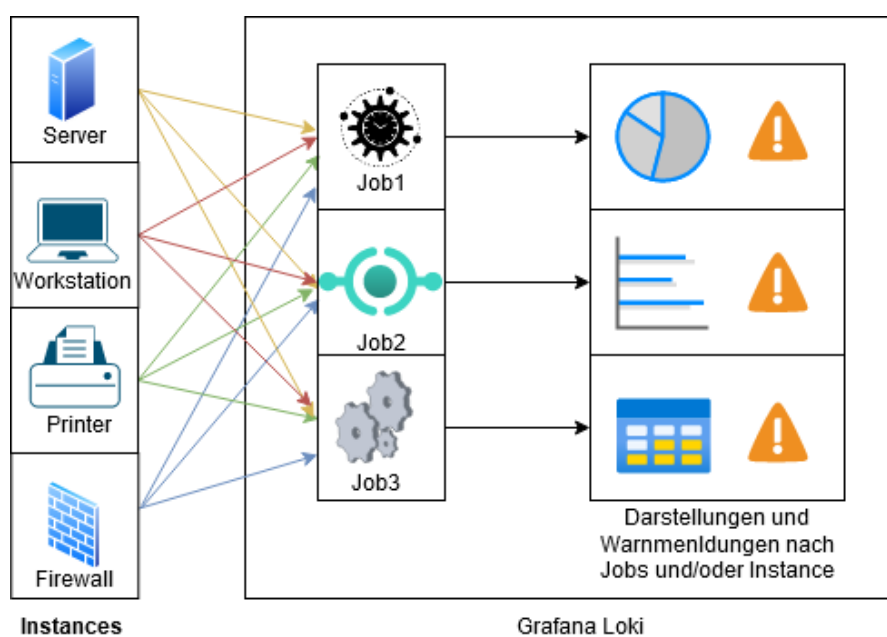 Server
Workstation
Printer
Firewall
Instances
Job1
Job2
Job3
Darstellungen und
Warnmenldungen nach
Jobs und/oder Instance
Grafana Loki